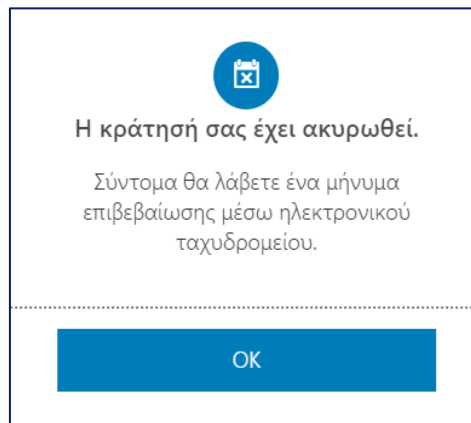 Η κράτησή σας έχει ακυρωθεί.
Σύντομα θα λάβετε ένα μήνυμα
επιβεβαίωσης μέσω ηλεκτρονικού
ταχυδρομείου.
OK